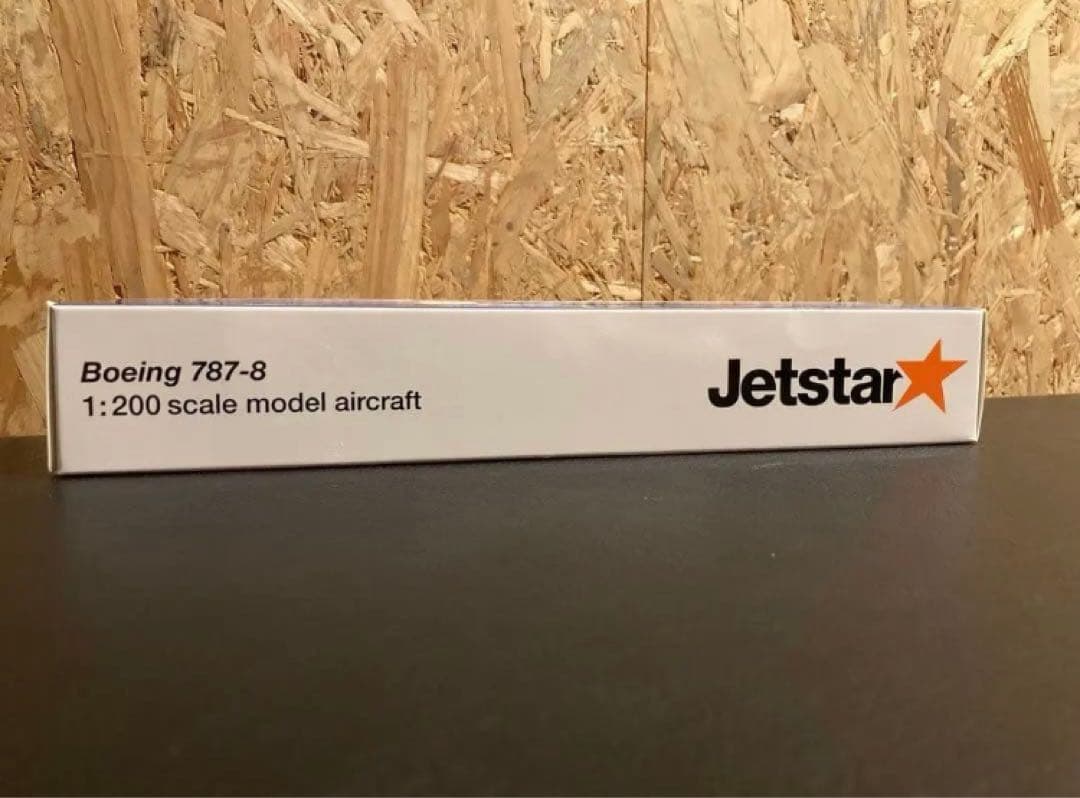 Boeing 787-8
1:200 scale model aircraft
Jetstar